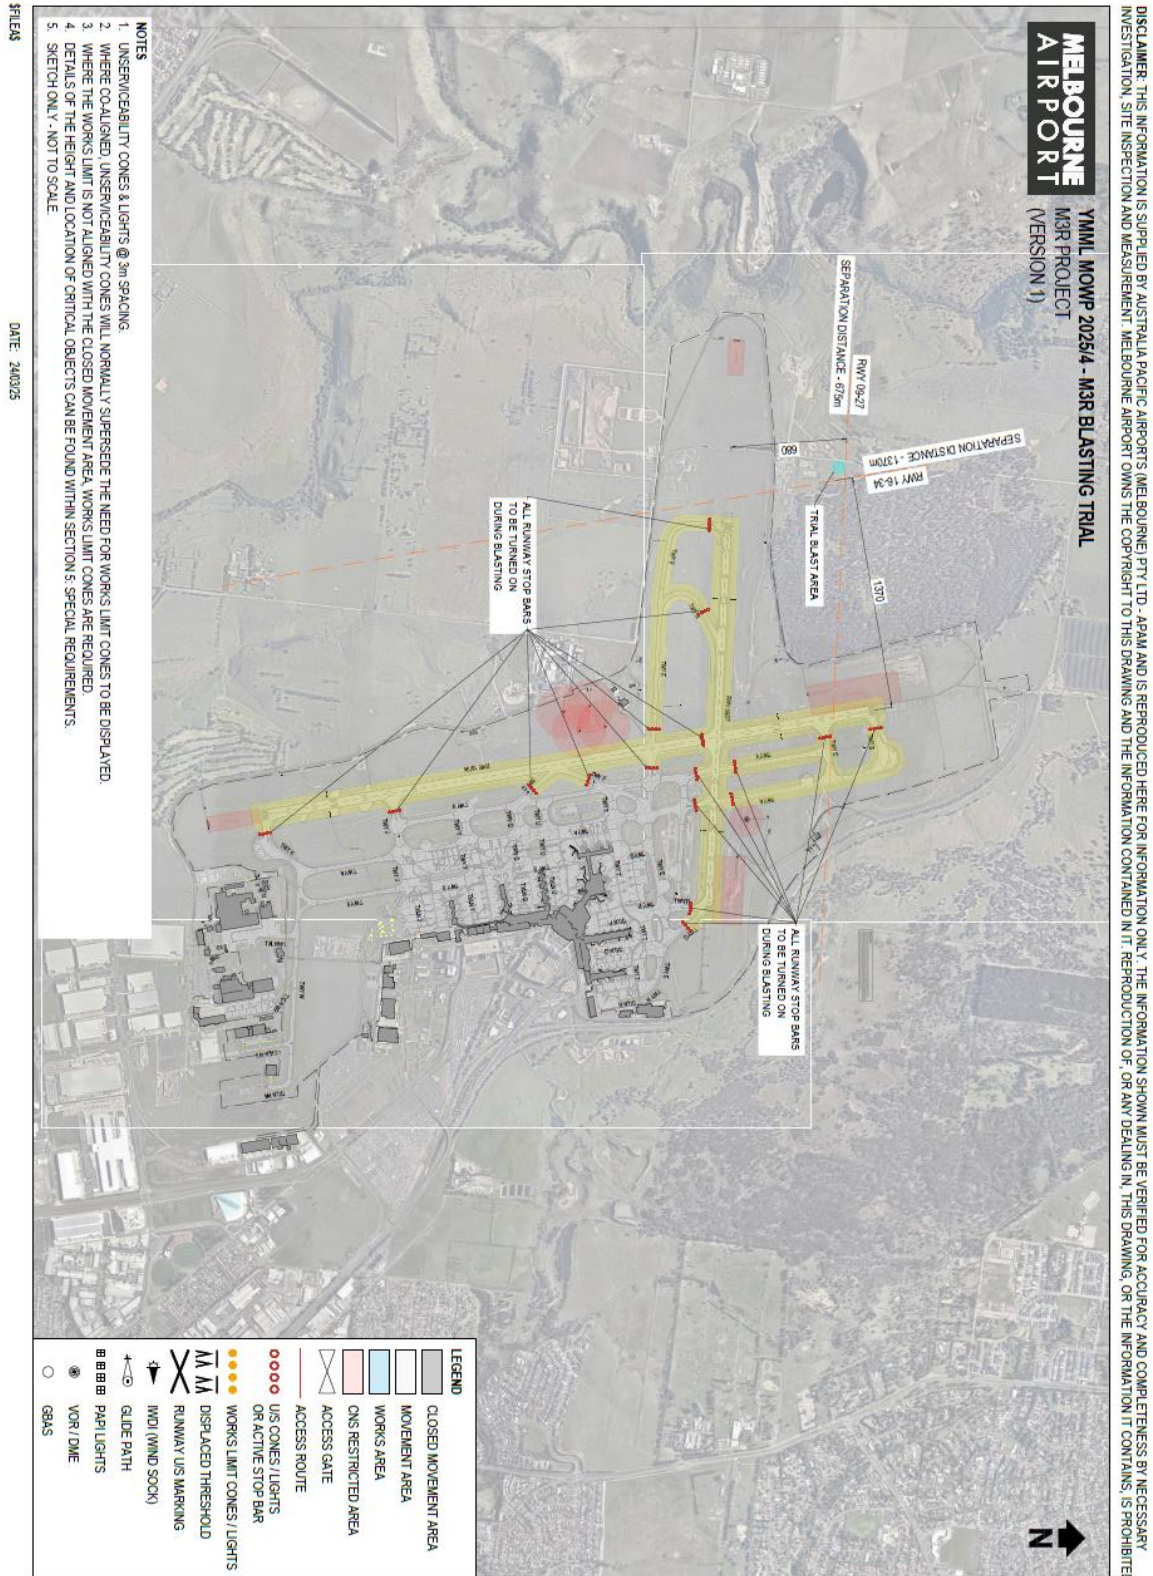 DISCLAIMER: THIS INFORMATION IS SUPPLIED BY AUSTRALIA PACIFIC AIRPORTS (MELBOURNE) PTY LTD - APAM AND IS REPRODUCED HERE FOR INFORMATION ONLY. THE INFORMATION SHOWN MUST BE VERIFIED FOR ACCURACY AND COMPLETENESS BY NECESSARY
INVESTIGATION, SITE INSPECTION AND MEASUREMENT. MELBOURNE AIRPORT OWNS THE COPYRIGHT TO THIS DRAWING AND THE INFORMATION CONTAINED IN IT. REPRODUCTION OF, OR ANY DEALING IN, THIS DRAWING, OR THE INFORMATION IT CONTAINS, IS PROHIBITED
MELBOURNE
AIRPORT
YMML MOWP 2025/4 - M3R BLASTING TRIAL
M3R PROJECT
(VERSION 1)
SEPARATION DISTANCE - 1370m
RWY 16-34
RWY 09-27
SEPARATION DISTANCE - 675m
1370
680
TRIAL BLAST AREA
ALL RUNWAY STOP BARS
TO BE TURNED ON
DURING BLASTING
ALL RUNWAY STOP BARS
TO BE TURNED ON
DURING BLASTING
N
NOTES
1. UNSERVICEABILITY CONES & LIGHTS @ 3m SPACING.
2. WHERE CO-ALIGNED, UNSERVICEABILITY CONES WILL NORMALLY SUPERSEDE THE NEED FOR WORKS LIMIT CONES TO BE DISPLAYED.
3. WHERE THE WORKS LIMIT IS NOT ALIGNED WITH THE CLOSED MOVEMENT AREA, WORKS LIMIT CONES ARE REQUIRED.
4. DETAILS OF THE HEIGHT AND LOCATION OF CRITICAL OBJECTS CAN BE FOUND WITHIN SECTION 5: SPECIAL REQUIREMENTS.
5. SKETCH ONLY - NOT TO SCALE.
LEGEND
CLOSED MOVEMENT AREA
MOVEMENT AREA
WORKS AREA
CNS RESTRICTED AREA
ACCESS GATE
ACCESS ROUTE
U/S CONES / LIGHTS
OR ACTIVE STOP BAR
WORKS LIMIT CONES / LIGHTS
DISPLACED THRESHOLD
RUNWAY U/S MARKING
IWDI (WIND SOCK)
GLIDE PATH
PAPI LIGHTS
VOR / DME
GBAS
$FILEA$
DATE: 24/03/25